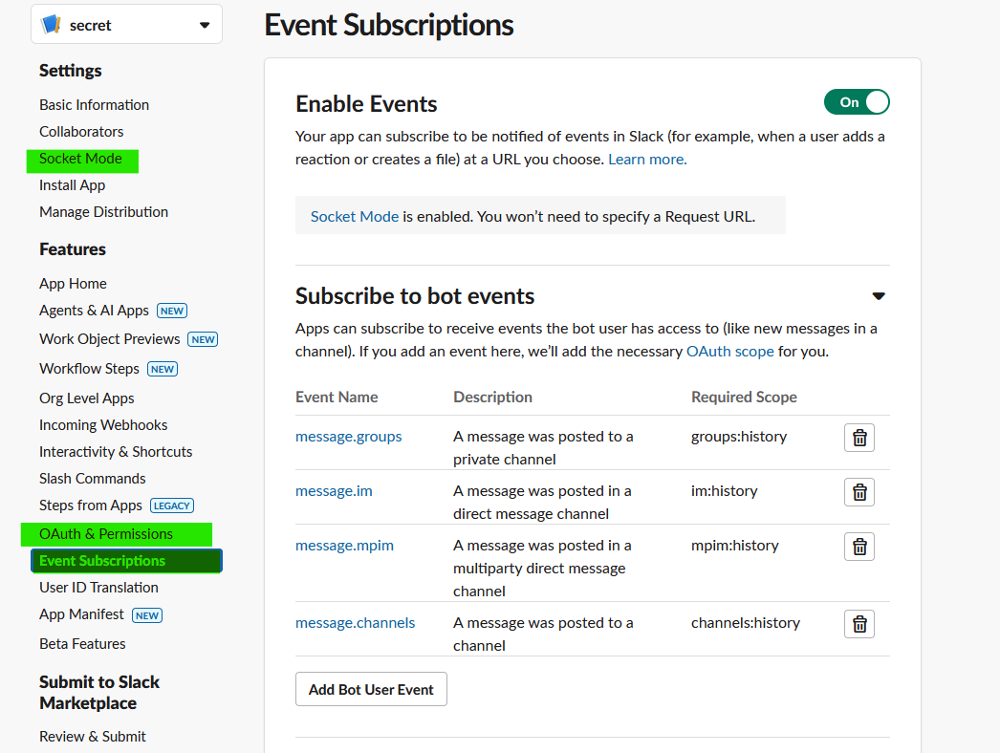 secret
Settings
Basic Information
Collaborators
Socket Mode
Install App
Manage Distribution
Features
App Home
Agents & AI Apps NEW
Work Object Previews NEW
Workflow Steps NEW
Org Level Apps
Incoming Webhooks
Interactivity & Shortcuts
Slash Commands
Steps from Apps LEGACY
OAuth & Permissions
Event Subscriptions
User ID Translation
App Manifest NEW
Beta Features
Submit to Slack
Marketplace
Review & Submit
Event Subscriptions
Enable Events
On
Your app can subscribe to be notified of events in Slack (for example, when a user adds a
reaction or creates a file) at a URL you choose. Learn more.
Socket Mode is enabled. You won’t need to specify a Request URL.
Subscribe to bot events
Apps can subscribe to receive events the bot user has access to (like new messages in a
channel). If you add an event here, we’ll add the necessary OAuth scope for you.
Event Name Description Required Scope
message.groups A message was posted to a groups:history
private channel
message.im A message was posted in a im:history
direct message channel
message.mpim A message was posted in a mpim:history
multiparty direct message
channel
message.channels A message was posted to a channels:history
channel
Add Bot User Event